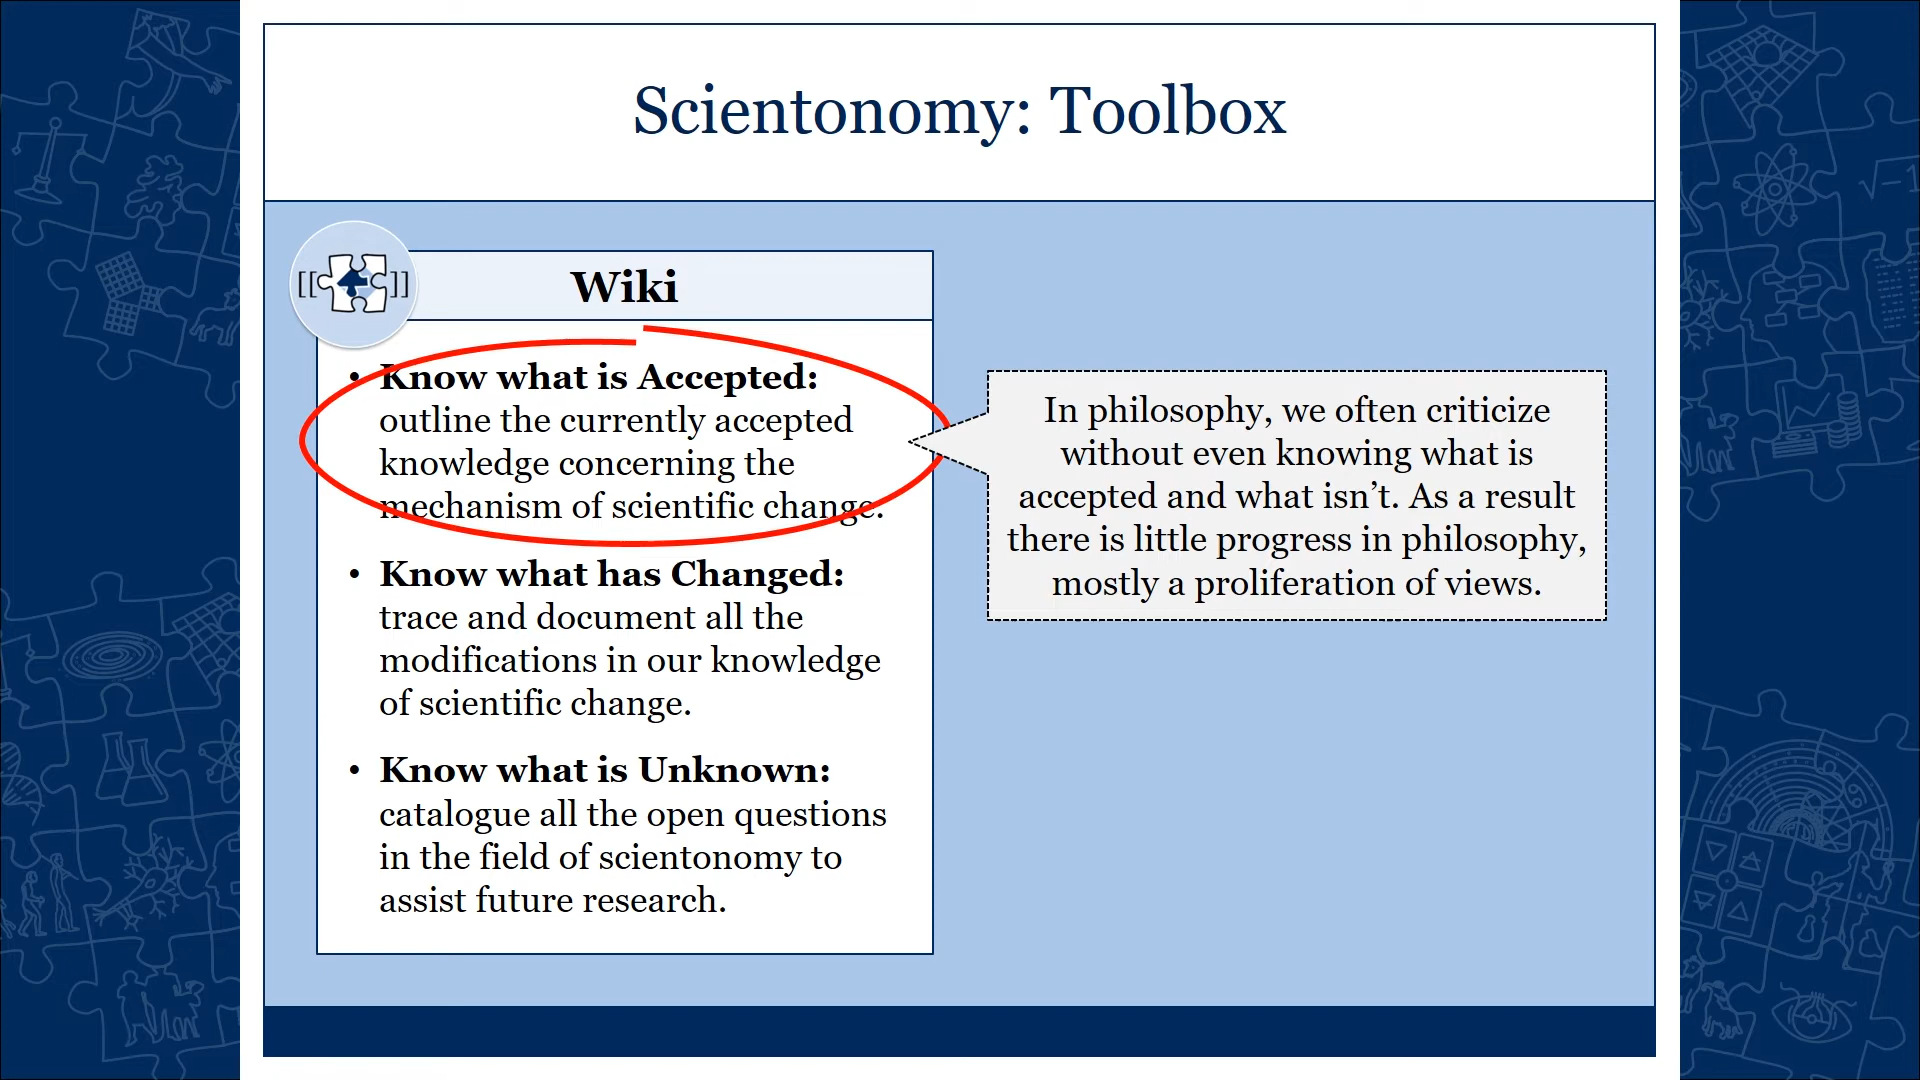 Scientonomy: Toolbox
[[ ]]
Wiki
• Know what is Accepted:
outline the currently accepted
knowledge concerning the
mechanism of scientific change.
• Know what has Changed:
trace and document all the
modifications in our knowledge
of scientific change.
• Know what is Unknown:
catalogue all the open questions
in the field of scientonomy to
assist future research.
In philosophy, we often criticize
without even knowing what is
accepted and what isn’t. As a result
there is little progress in philosophy,
mostly a proliferation of views.
√-1